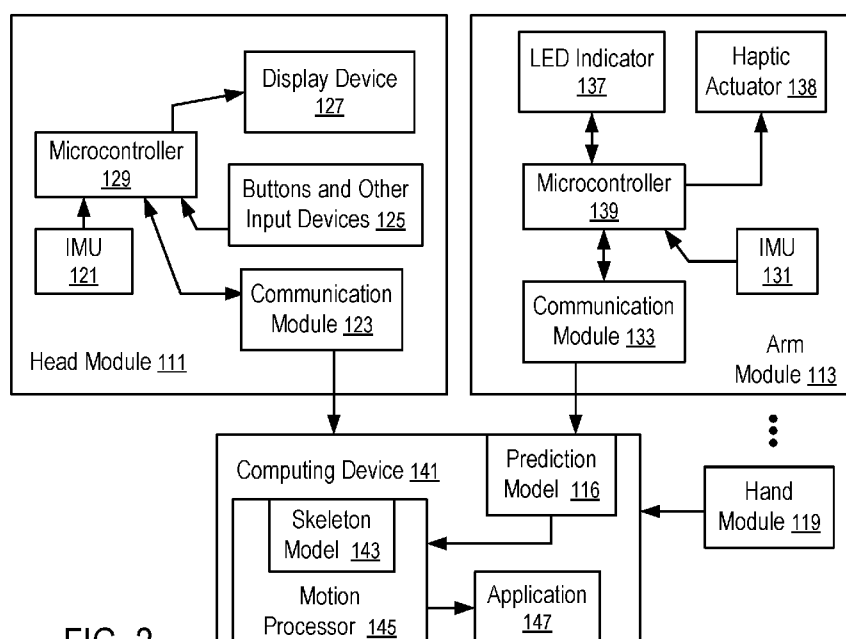 Display Device
127
Microcontroller
129
Buttons and Other
Input Devices 125
IMU
121
Communication
Module 123
Head Module 111
LED Indicator
137
Haptic
Actuator 138
Microcontroller
139
IMU
131
Communication
Module 133
Arm
Module 113
Computing Device 141
Prediction
Model 116
Hand
Module 119
Skeleton
Model 143
Motion
Processor 145
Application
147
FIG. 2